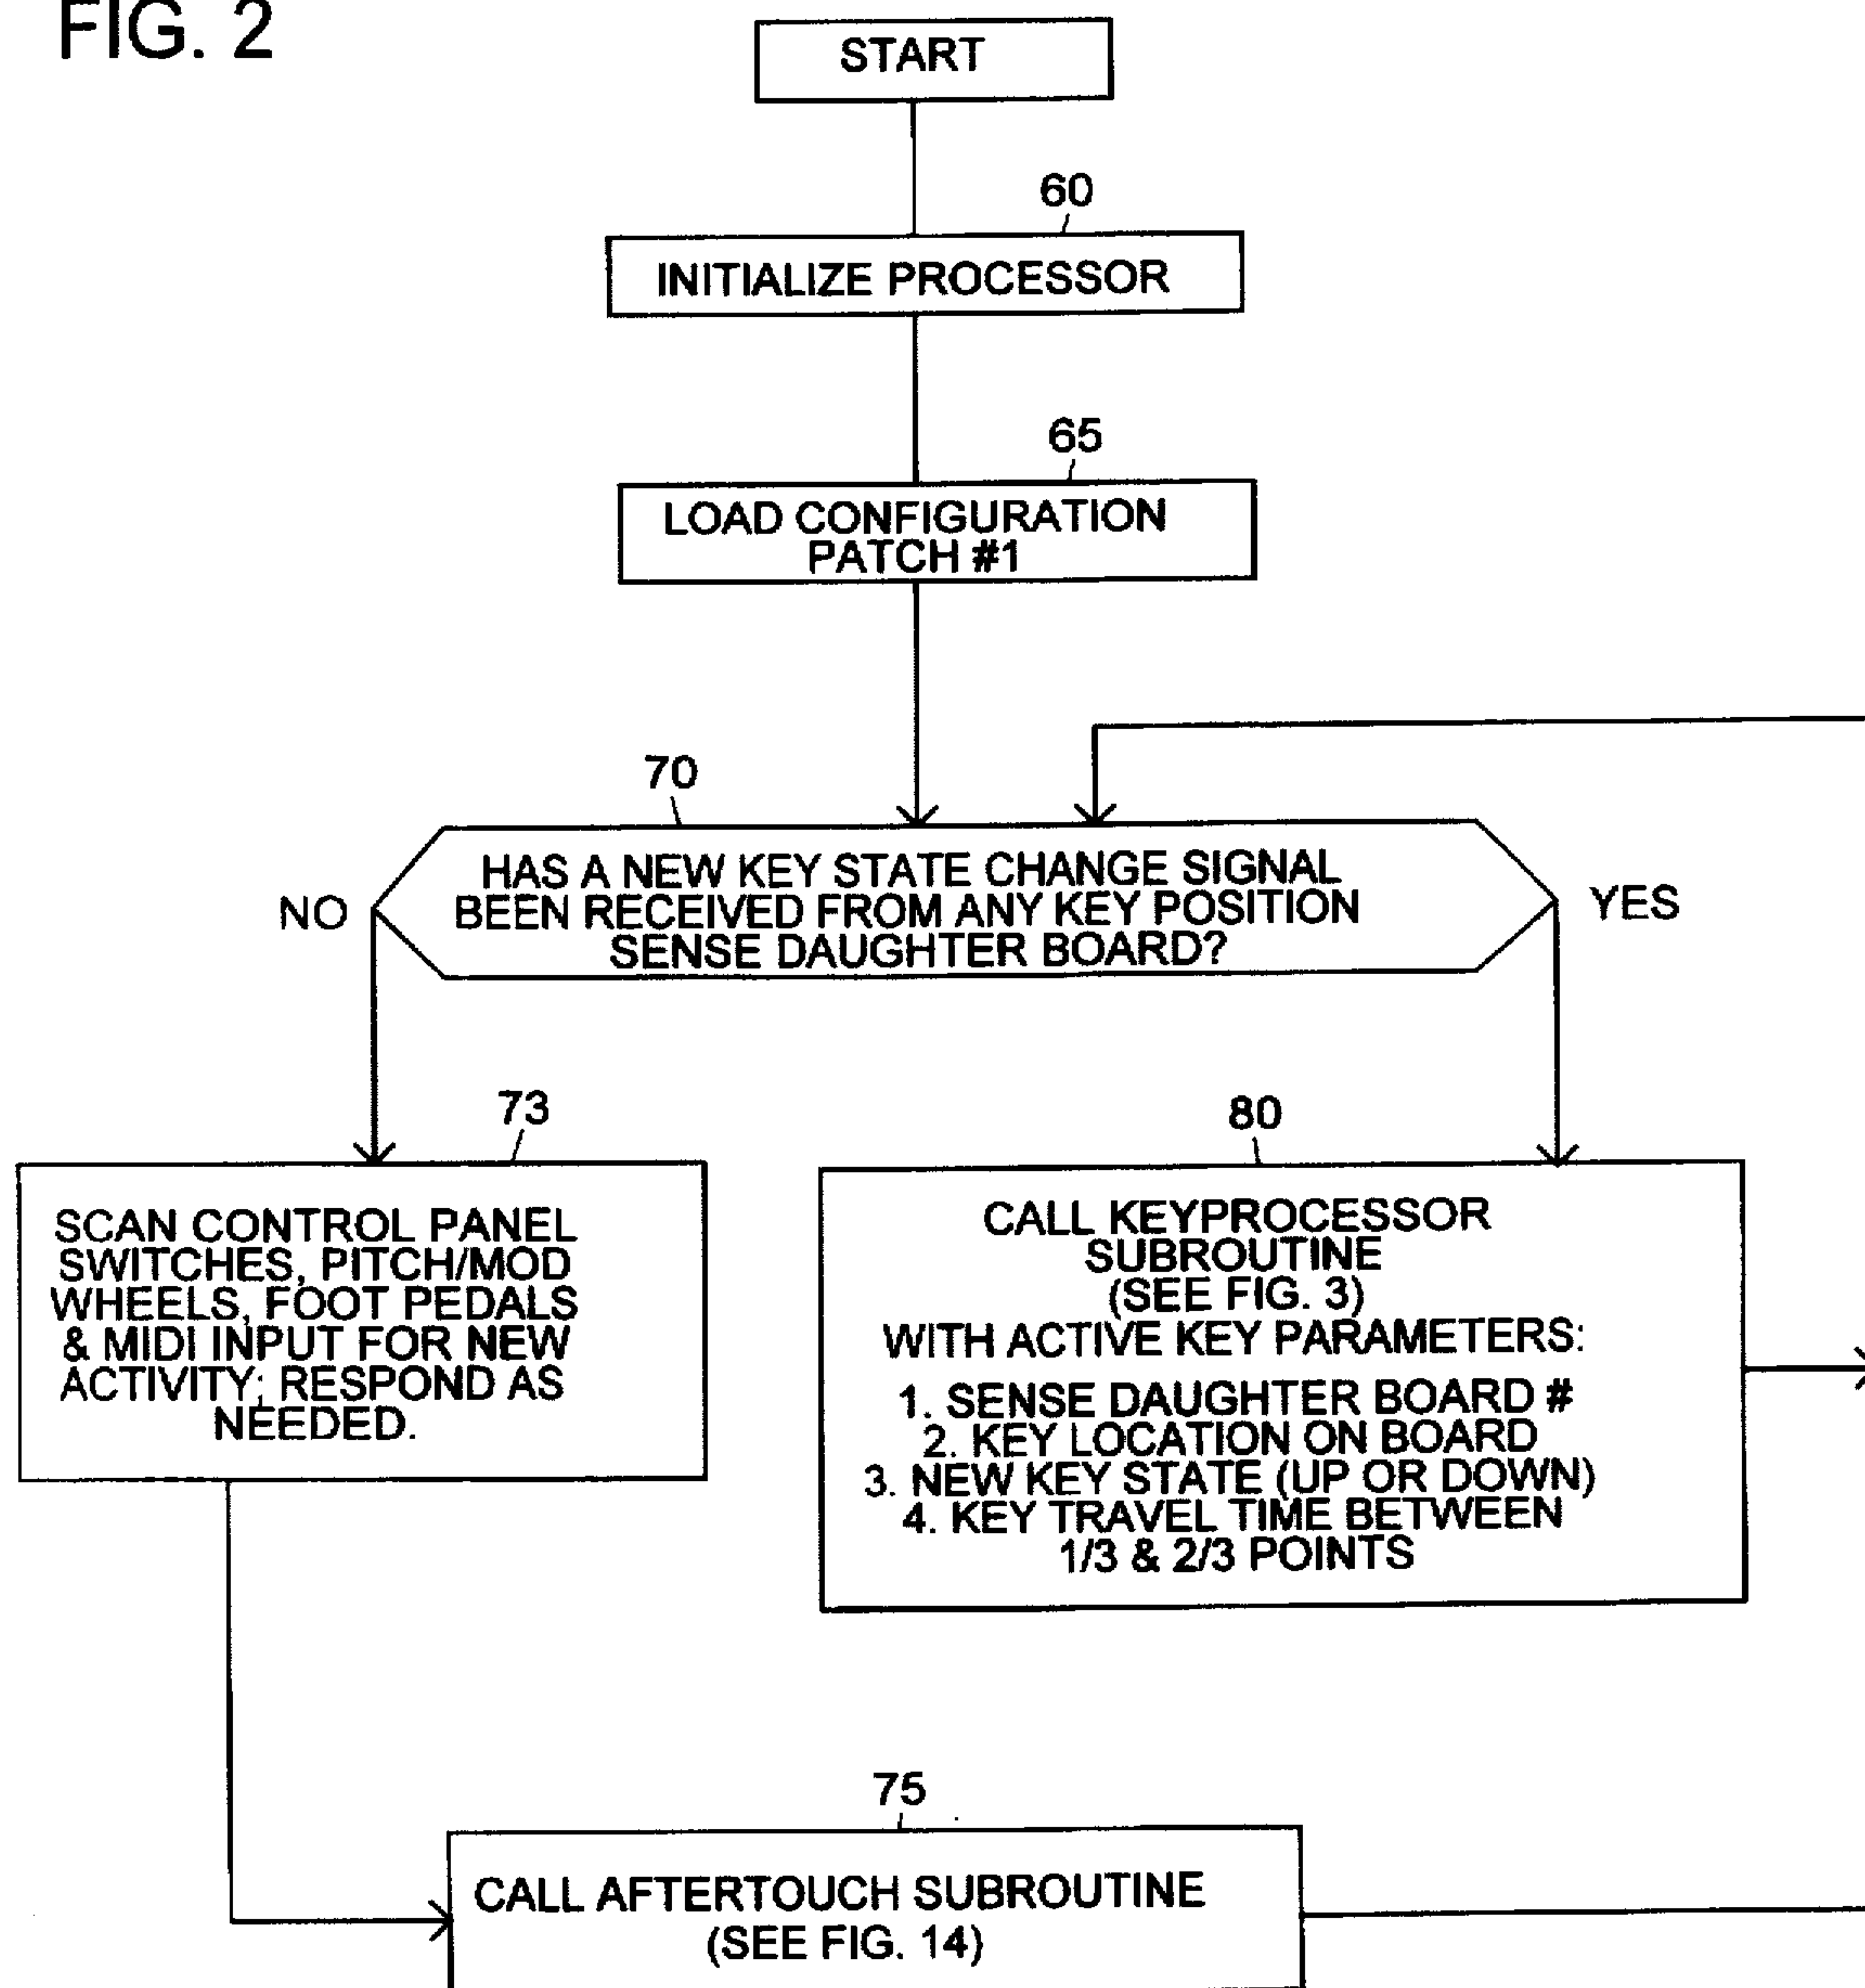 FIG. 2
START
60
INITIALIZE PROCESSOR
65
LOAD CONFIGURATION
PATCH #1
70
HAS A NEW KEY STATE CHANGE SIGNAL
BEEN RECEIVED FROM ANY KEY POSITION
SENSE DAUGHTER BOARD?
NO
YES
73
SCAN CONTROL PANEL
SWITCHES, PITCH/MOD
WHEELS, FOOT PEDALS
& MIDI INPUT FOR NEW
ACTIVITY; RESPOND AS
NEEDED.
80
CALL KEYPROCESSOR
SUBROUTINE
(SEE FIG. 3)
WITH ACTIVE KEY PARAMETERS:
1. SENSE DAUGHTER BOARD #
2. KEY LOCATION ON BOARD
3. NEW KEY STATE (UP OR DOWN)
4. KEY TRAVEL TIME BETWEEN
1/3 & 2/3 POINTS
75
CALL AFTERTOUCH SUBROUTINE
(SEE FIG. 14)